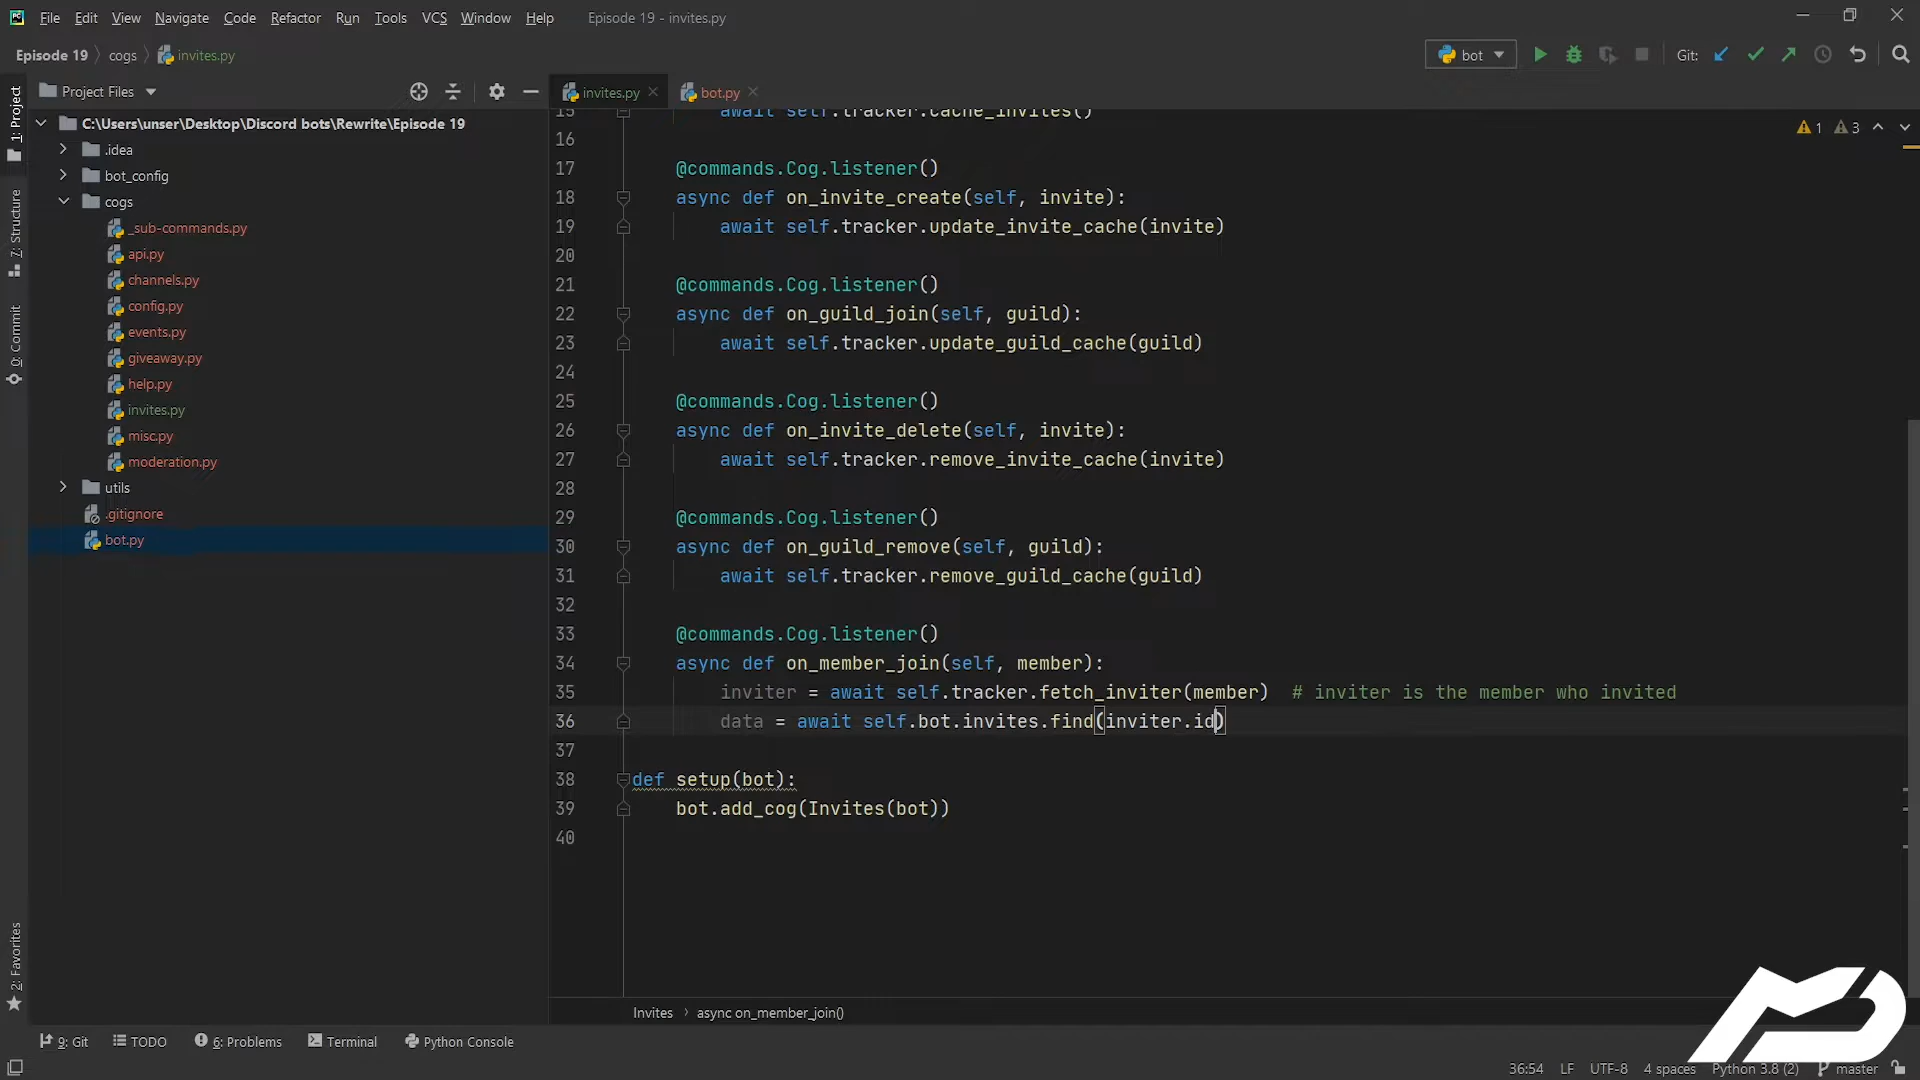 File Edit View Navigate Code Refactor Run Tools VCS Window Help Episode 19 - invites.py
Episode 19 cogs invites.py bot Git:
Project Files invites.py bot.py
1: Project
7: Structure
0: Commit
2: Favorites
C:\Users\unser\Desktop\Discord bots\Rewrite\Episode 19
.idea
bot_config
cogs
_sub-commands.py
api.py
channels.py
config.py
events.py
giveaway.py
help.py
invites.py
misc.py
moderation.py
utils
.gitignore
bot.py
1 3
15 await self.tracker.cache_invites()
16
17 @commands.Cog.listener()
18 async def on_invite_create(self, invite):
19 await self.tracker.update_invite_cache(invite)
20
21 @commands.Cog.listener()
22 async def on_guild_join(self, guild):
23 await self.tracker.update_guild_cache(guild)
24
25 @commands.Cog.listener()
26 async def on_invite_delete(self, invite):
27 await self.tracker.remove_invite_cache(invite)
28
29 @commands.Cog.listener()
30 async def on_guild_remove(self, guild):
31 await self.tracker.remove_guild_cache(guild)
32
33 @commands.Cog.listener()
34 async def on_member_join(self, member):
35 inviter = await self.tracker.fetch_inviter(member) # inviter is the member who invited
36 data = await self.bot.invites.find(inviter.id)
37
38 def setup(bot):
39 bot.add_cog(Invites(bot))
40
Invites async on_member_join()
9: Git TODO 6: Problems Terminal Python Console
36:54 LF UTF-8 4 spaces Python 3.8 (2) master